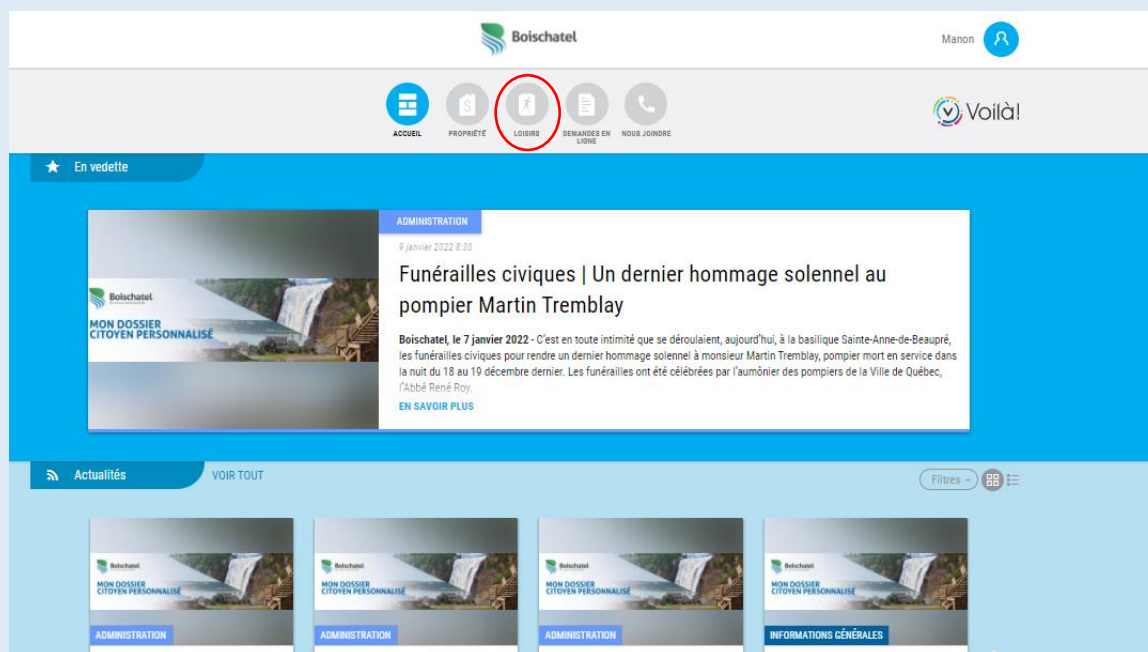 Boischatel
Manon
ACCUEIL
PROPRIÉTÉ
LOISIRS
DEMANDES EN
LIGNE
NOUS JOINDRE
Voilà!
En vedette
Boischatel
MON DOSSIER
CITOYEN PERSONNALISÉ
ADMINISTRATION
9 janvier 2022 8:30
Funérailles civiques | Un dernier hommage solennel au
pompier Martin Tremblay
Boischatel, le 7 janvier 2022 - C'est en toute intimité que se déroulaient, aujourd'hui, à la basilique Sainte-Anne-de-Beaupré,
les funérailles civiques pour rendre un dernier hommage solennel à monsieur Martin Tremblay, pompier mort en service dans
la nuit du 18 au 19 décembre dernier. Les funérailles ont été célébrées par l'aumônier des pompiers de la Ville de Québec,
l'Abbé René Roy.
EN SAVOIR PLUS
Actualités
VOIR TOUT
Filtres
Boischatel
MON DOSSIER
CITOYEN PERSONNALISÉ
ADMINISTRATION
Boischatel
MON DOSSIER
CITOYEN PERSONNALISÉ
ADMINISTRATION
Boischatel
MON DOSSIER
CITOYEN PERSONNALISÉ
ADMINISTRATION
Boischatel
MON DOSSIER
CITOYEN PERSONNALISÉ
INFORMATIONS GÉNÉRALES